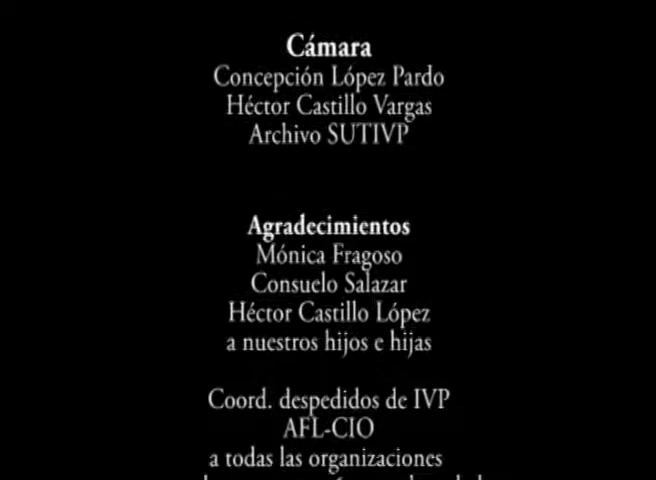 Cámara
Concepción López Pardo
Héctor Castillo Vargas
Archivo SUTIVP
Agradecimientos
Mónica Fragoso
Consuelo Salazar
Héctor Castillo López
a nuestros hijos e hijas
Coord. despedidos de IVP
AFL-CIO
a todas las organizaciones